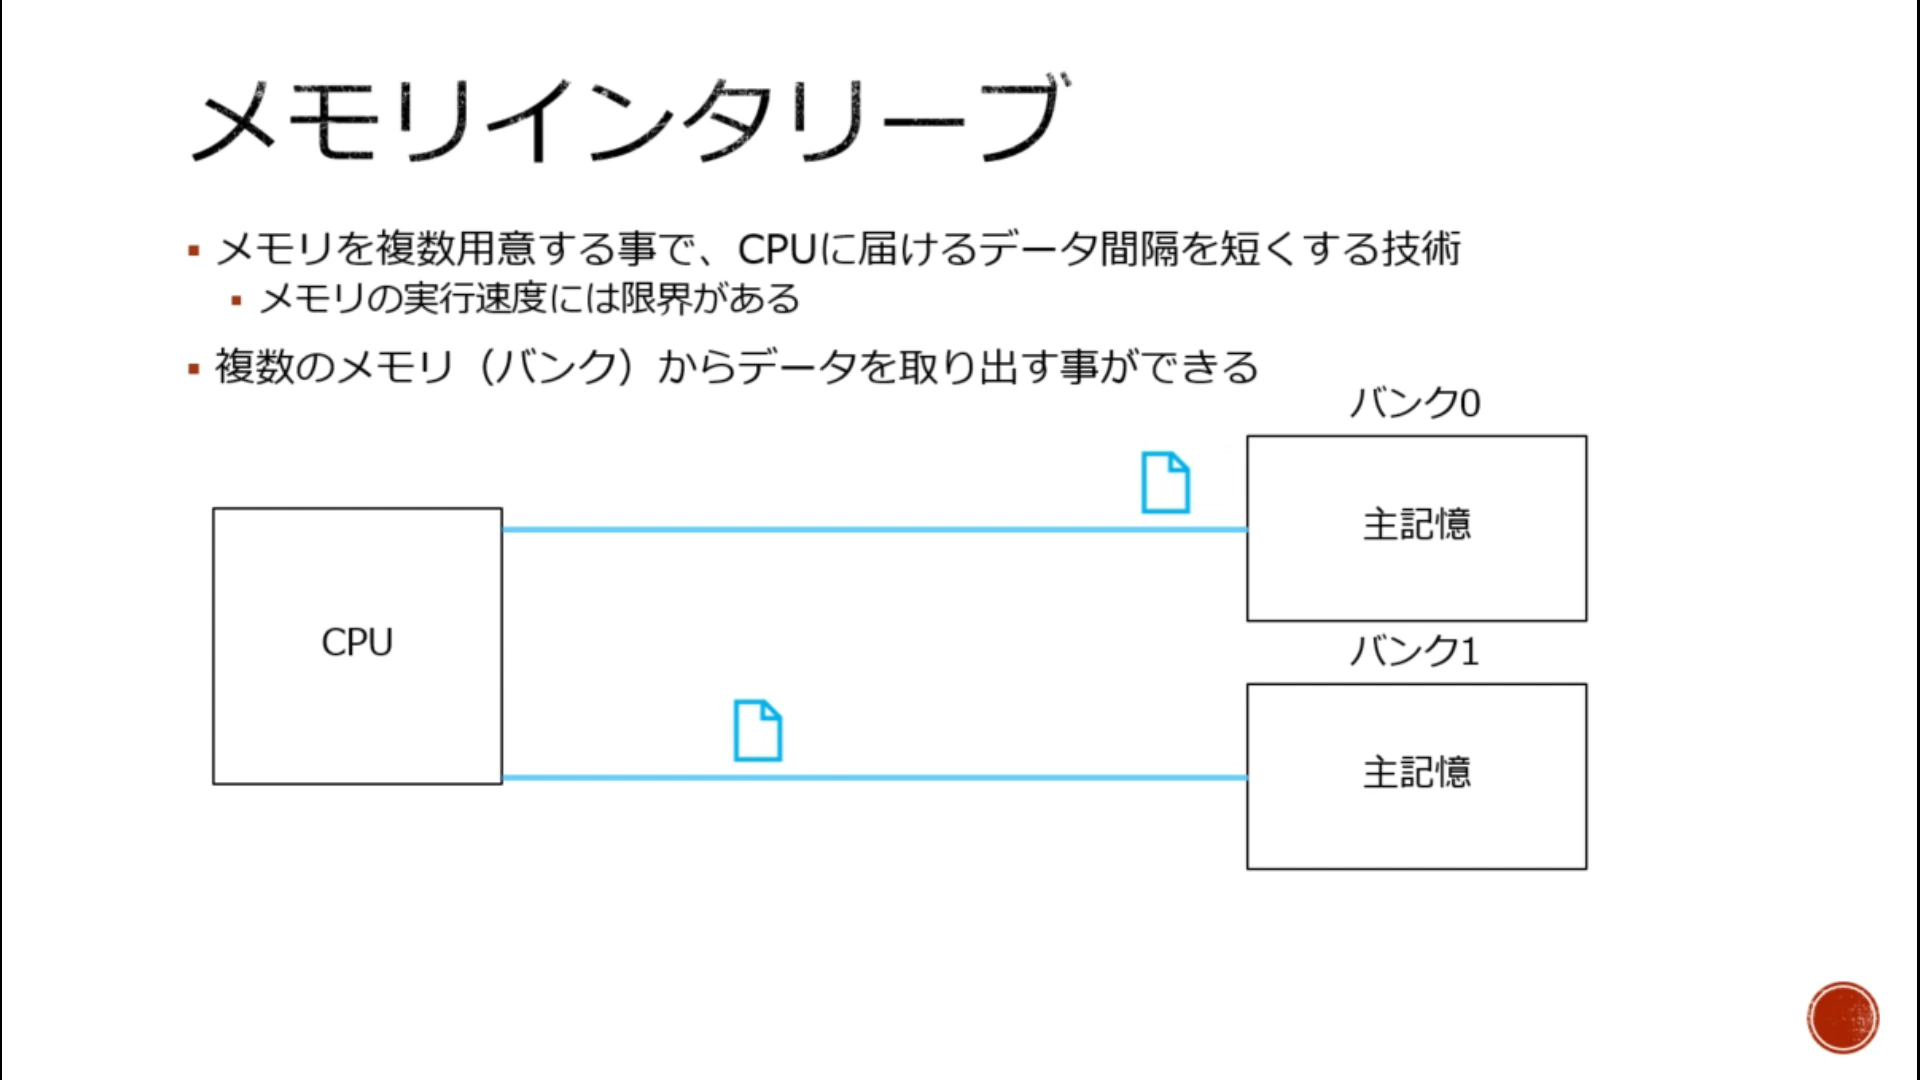 メモリインタリーブ
メモリを複数用意する事で、CPUに届けるデータ間隔を短くする技術
メモリの実行速度には限界がある
複数のメモリ（バンク）からデータを取り出す事ができる
バンク0
主記憶
CPU
バンク1
主記憶